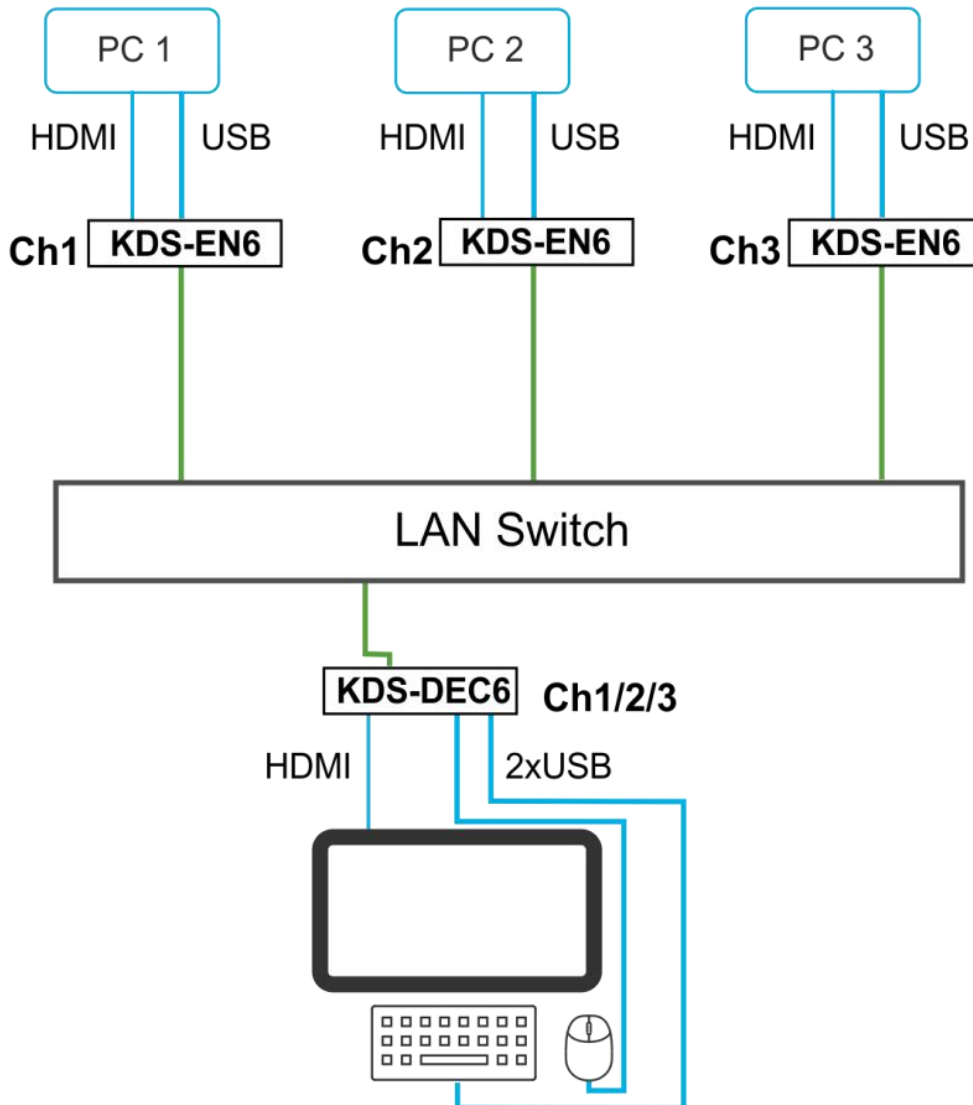 PC 1
PC 2
PC 3
HDMI
USB
HDMI
USB
HDMI
USB
Ch1
KDS-EN6
Ch2
KDS-EN6
Ch3
KDS-EN6
LAN Switch
KDS-DEC6
Ch1/2/3
HDMI
2xUSB